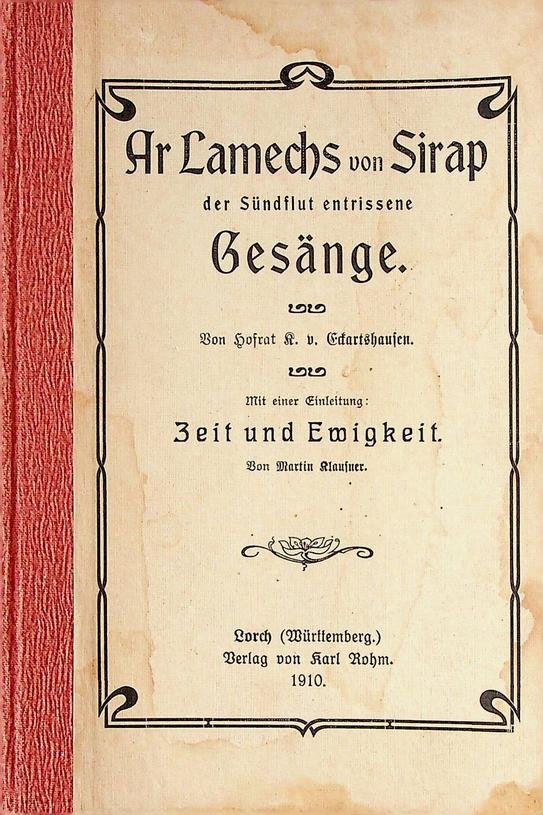 Ar Lamechs von Sirap
der Sündflut entrissene
Gesänge.
Von Hofrat K. v. Eckartshausen.
Mit einer Einleitung:
Zeit und Ewigkeit.
Von Martin Klausner.
Lorch (Württemberg.)
Verlag von Karl Rohm.
1910.